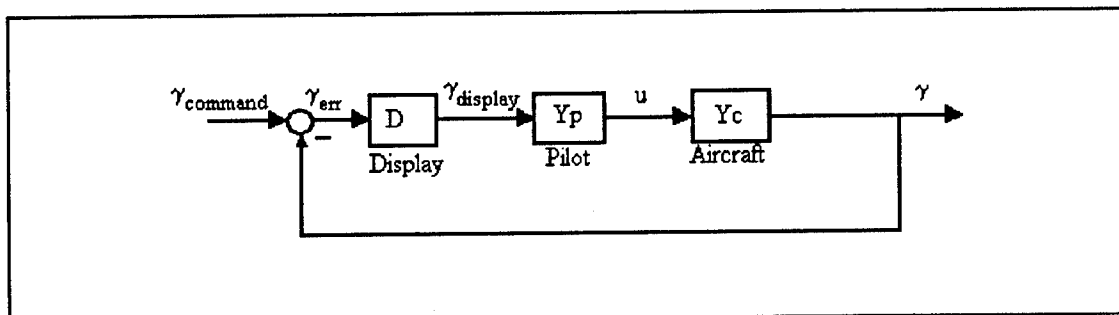 γcommand
γerr
−
D
Display
γdisplay
Yp
Pilot
u
Yc
Aircraft
γ